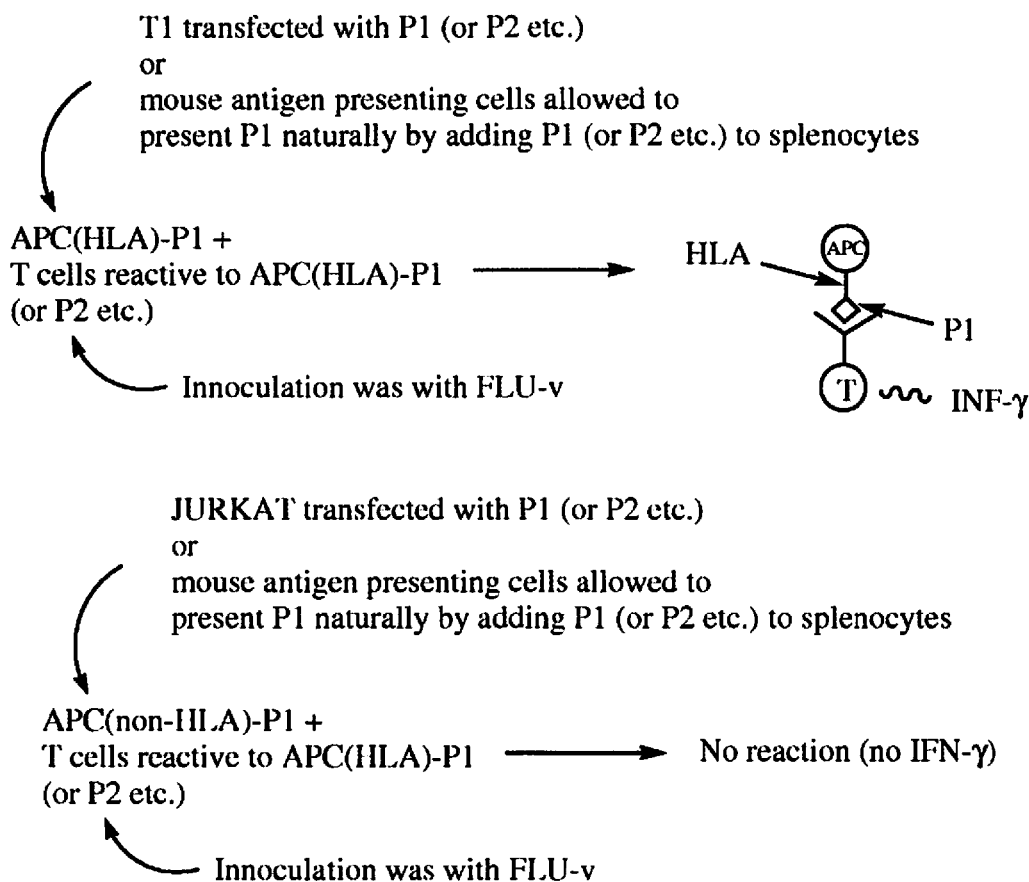 T1 transfected with P1 (or P2 etc.)
or
mouse antigen presenting cells allowed to
present P1 naturally by adding P1 (or P2 etc.) to splenocytes
APC(HLA)-P1 +
T cells reactive to APC(HLA)-P1
(or P2 etc.)
HLA
APC
P1
T
INF-γ
Innoculation was with FLU-v
JURKAT transfected with P1 (or P2 etc.)
or
mouse antigen presenting cells allowed to
present P1 naturally by adding P1 (or P2 etc.) to splenocytes
APC(non-HLA)-P1 +
T cells reactive to APC(HLA)-P1
(or P2 etc.)
No reaction (no IFN-γ)
Innoculation was with FLU-v